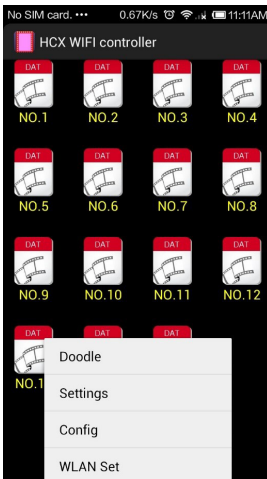 No SIM card. ••• 0.67K/s 11:11AM
HCX WIFI controller
DAT DAT DAT DAT
NO.1 NO.2 NO.3 NO.4
DAT DAT DAT DAT
NO.5 NO.6 NO.7 NO.8
DAT DAT DAT DAT
NO.9 NO.10 NO.11 NO.12
DAT DAT DAT
NO.1
Doodle
Settings
Config
WLAN Set